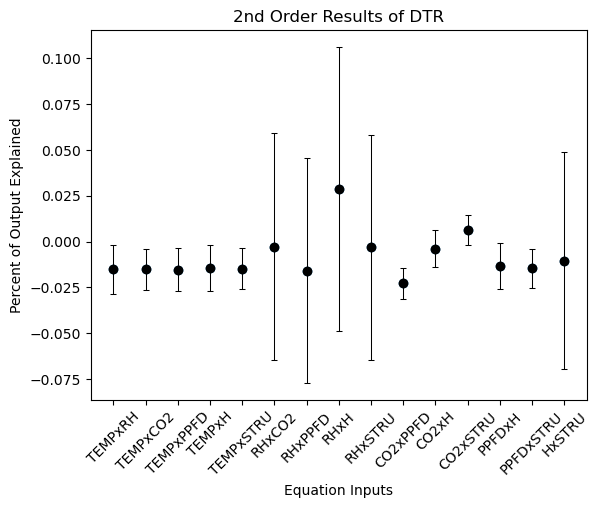 2nd Order Results of DTR
Percent of Output Explained
0.100
0.075
0.050
0.025
0.000
−0.025
−0.050
−0.075
TEMPxRH
TEMPxCO2
TEMPxPPFD
TEMPxH
TEMPxSTRU
RHxCO2
RHxPPFD
RHxH
RHxSTRU
CO2xPPFD
CO2xH
CO2xSTRU
PPFDxH
PPFDxSTRU
HxSTRU
Equation Inputs